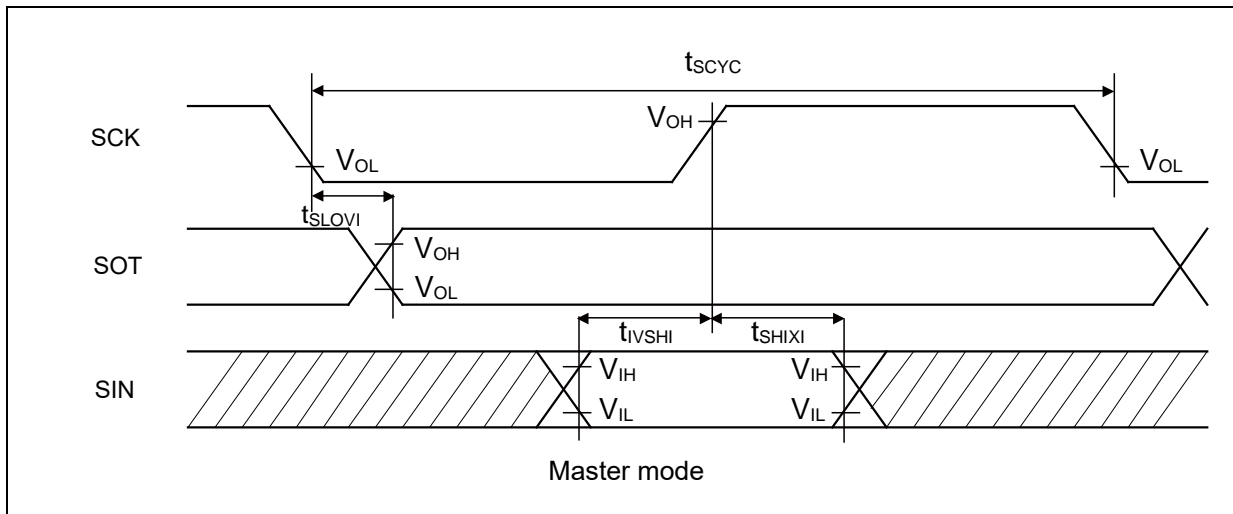 tSCYC
SCK
VOH
VOL
VOL
tSLOVI
SOT
VOH
VOL
tIVSHI
tSHIXI
SIN
VIH
VIH
VIL
VIL
Master mode